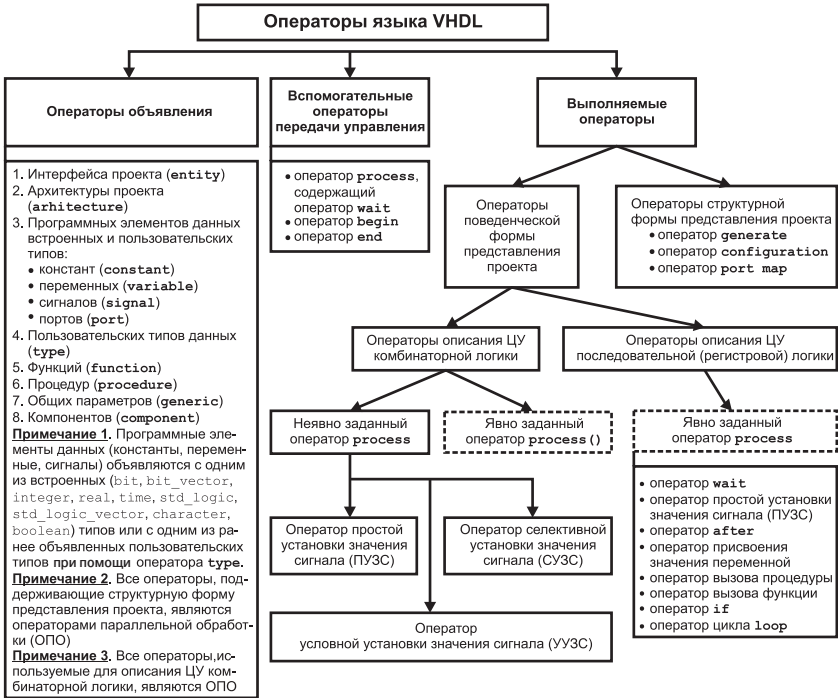 Операторы языка VHDL
Операторы объявления
1. Интерфейса проекта (entity)
2. Архитектуры проекта
(arhitecture)
3. Программных элементов данных
встроенных и пользовательских
типов:
• констант (constant)
• переменных (variable)
• сигналов (signal)
• портов (port)
4. Пользовательских типов данных
(type)
5. Функций (function)
6. Процедур (procedure)
7. Общих параметров (generic)
8. Компонентов (component)
Примечание 1. Программные эле-
менты данных (константы, перемен-
ные, сигналы) объявляются с одним
из встроенных (bit, bit_vector,
integer, real, time, std_logic,
std_logic_vector, character,
boolean) типов или с одним из ра-
нее объявленных пользовательских
типов при помощи оператора type.
Примечание 2. Все операторы, под-
держивающие структурную форму
представления проекта, являются
операторами параллельной обработ-
ки (ОПО)
Примечание 3. Все операторы,ис-
пользуемые для описания ЦУ ком-
бинаторной логики, являются ОПО
Вспомогательные
операторы
передачи управления
• оператор process,
содержащий
оператор wait
• оператор begin
• оператор end
Выполняемые
операторы
Операторы
поведенческой
формы
представления
проекта
Операторы структурной
формы представления проекта
• оператор generate
• оператор configuration
• оператор port map
Операторы описания ЦУ
комбинаторной логики
Операторы описания ЦУ
последовательной (регистровой) логики
Неявно заданный
оператор process
Явно заданный
оператор process()
Явно заданный
оператор process
Оператор простой
установки значения
сигнала (ПУЗС)
Оператор селективной
установки значения
сигнала (СУЗС)
Оператор
условной установки значения сигнала (УУЗС)
• оператор wait
• оператор простой установки
значения сигнала (ПУЗС)
• оператор after
• оператор присвоения
значения переменной
• оператор вызова процедуры
• оператор вызова функции
• оператор if
• оператор цикла loop